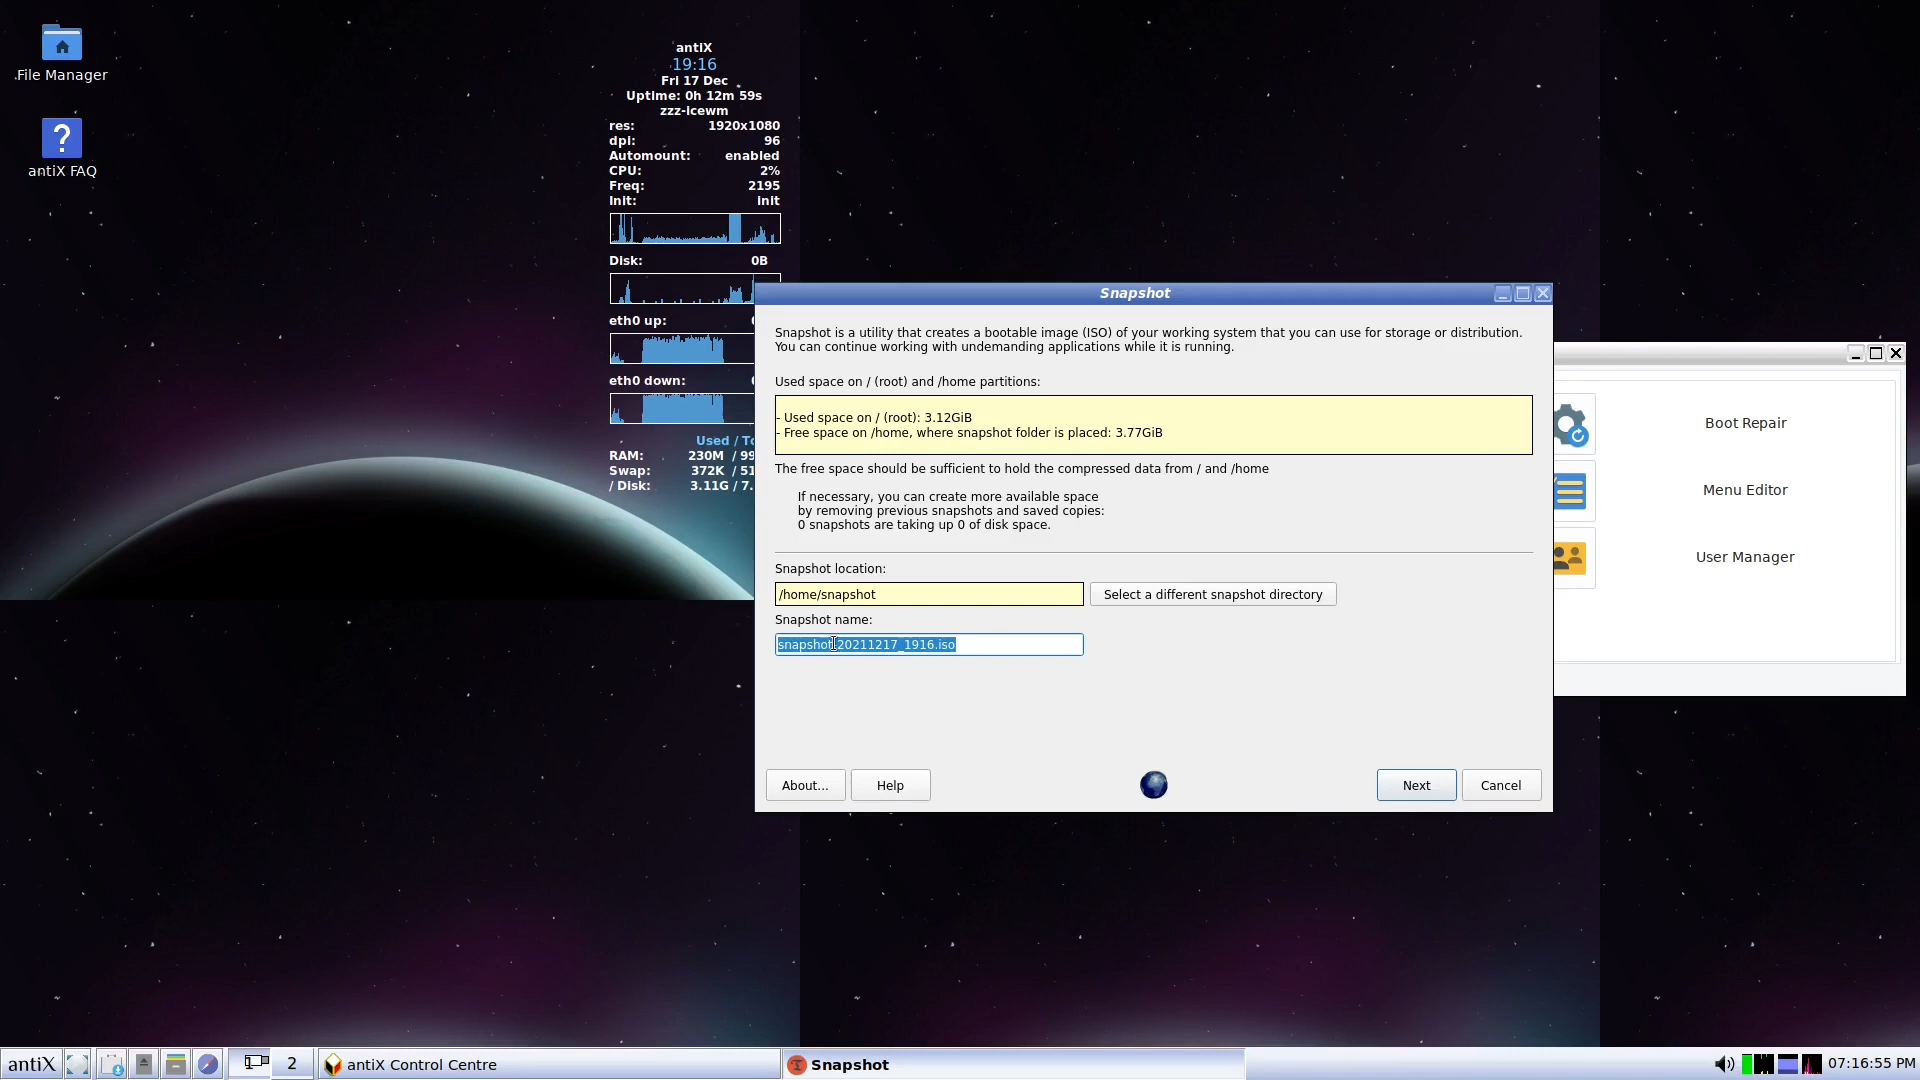 File Manager
antiX FAQ
antiX
19:16
Fri 17 Dec
Uptime: 0h 12m 59s
zzz-icewm
res: 1920x1080
dpi: 96
Automount: enabled
CPU: 2%
Freq: 2195
Init: init
Disk: 0B
eth0 up:
eth0 down:
Used /
RAM: 230M / 99
Swap: 372K / 51
/ Disk: 3.11G / 7.
Snapshot
Snapshot is a utility that creates a bootable image (ISO) of your working system that you can use for storage or distribution.
You can continue working with undemanding applications while it is running.
Used space on / (root) and /home partitions:
- Used space on / (root): 3.12GiB
- Free space on /home, where snapshot folder is placed: 3.77GiB
The free space should be sufficient to hold the compressed data from / and /home
If necessary, you can create more available space
by removing previous snapshots and saved copies:
0 snapshots are taking up 0 of disk space.
Snapshot location:
/home/snapshot
Select a different snapshot directory
Snapshot name:
snapshot-20211217_1916.iso
About...
Help
Next
Cancel
Boot Repair
Menu Editor
User Manager
antiX
1
2
antiX Control Centre
Snapshot
07:16:55 PM